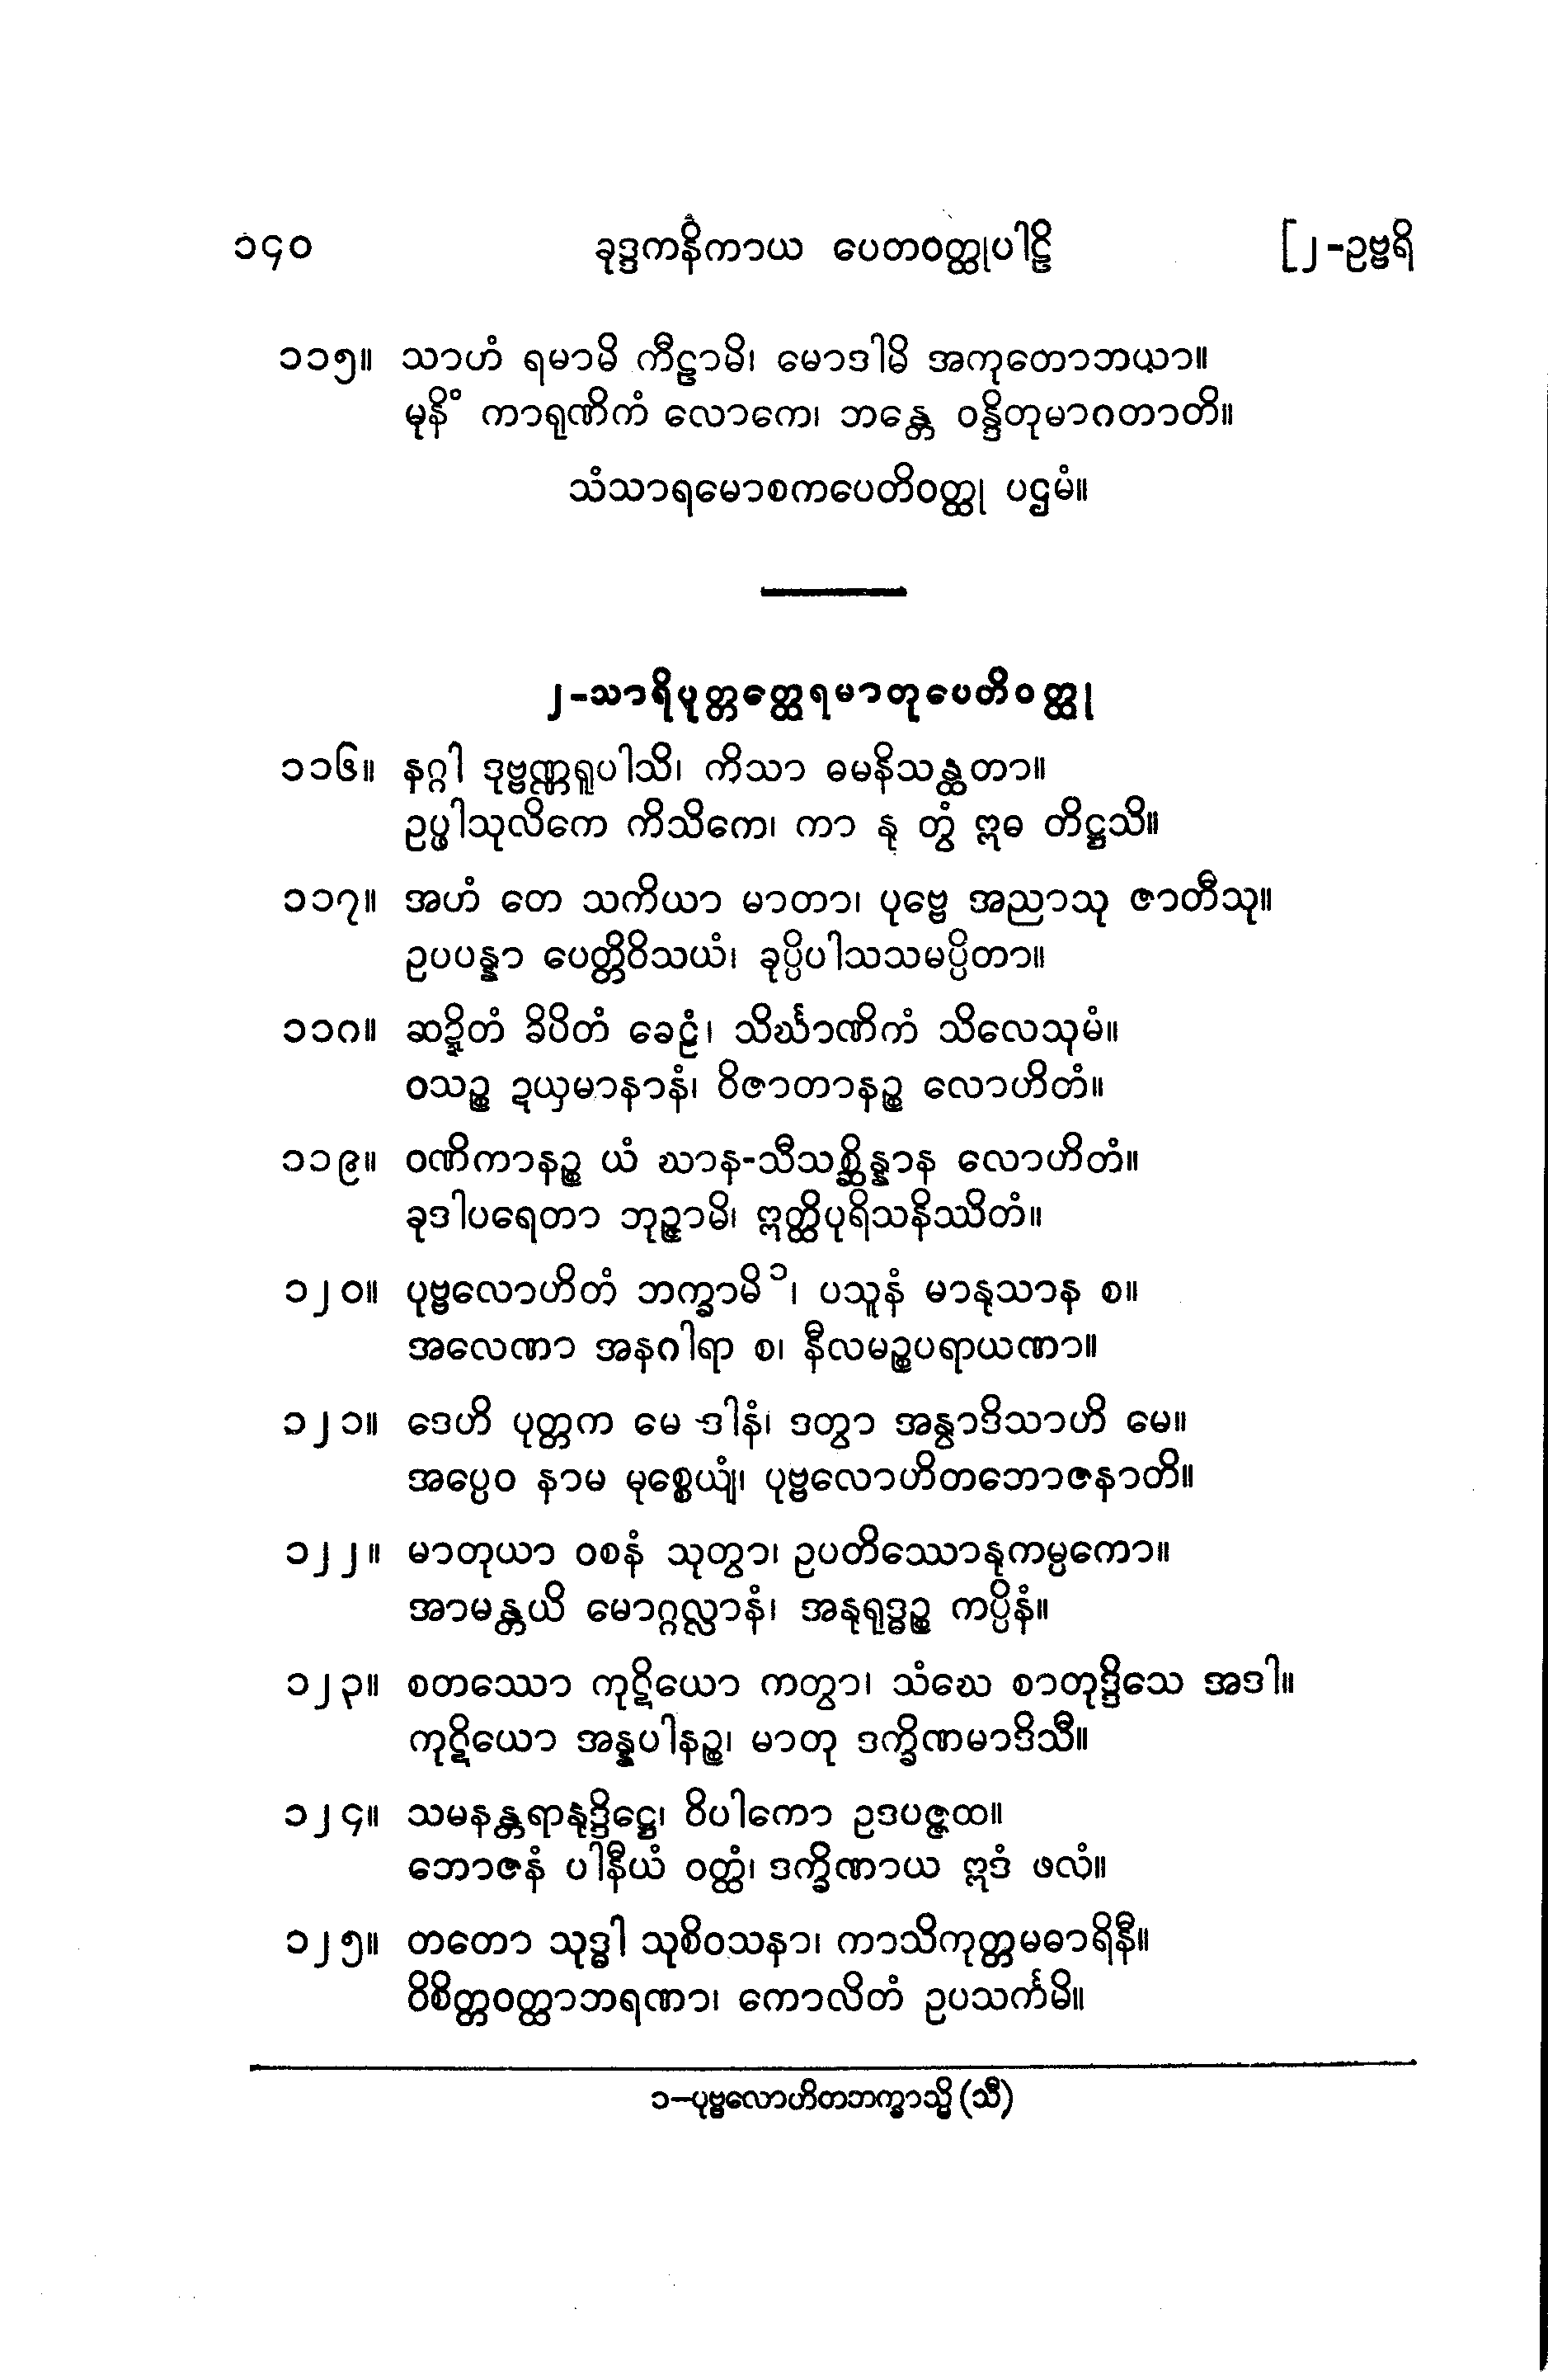 ၁၄၀ ခုဒ္ဒကနိကာယ ပေတဝတ္ထုပါဠိ [၂-ဥဗ္ဗရိ
၁၁၅။ သာဟံ ရမာမိ ကီဠာမိ၊ မောဒါမိ အကုတောဘယာ။
မုနိံ ကာရုဏိကံ လောကေ၊ ဘန္တေ ဝန္ဒိတုမာဂတာတိ။
သံသာရမောစကပေတိဝတ္ထု ပဌမံ။
၂-သာရိပုတ္တတ္ထေရမာတုပေတိဝတ္ထု
၁၁၆။ နဂ္ဂါ ဒုဗ္ဗဏ္ဏရူပါသိ၊ ကိသာ ဓမနိသန္ထတာ။
ဥပ္ဖါသုလိကေ ကိသိကေ၊ ကာ နု တွံ ဣဓ တိဋ္ဌသိ။
၁၁၇။ အဟံ တေ သကိယာ မာတာ၊ ပုဗ္ဗေ အညာသု ဇာတီသု။
ဥပပန္နာ ပေတ္တိဝိသယံ၊ ခုပ္ပိပါသသမပ္ပိတာ။
၁၁၈။ ဆဍ္ဍိတံ ခိပိတံ ခေဠံ၊ သိင်္ဃာဏိကံ သိလေသုမံ။
ဝသဉ္စ ဍယှမာနာနံ၊ ဝိဇာတာနဉ္စ လောဟိတံ။
၁၁၉။ ဝဏိကာနဉ္စ ယံ ဃာန-သီသစ္ဆိန္နာန လောဟိတံ။
ခုဒါပရေတာ ဘုဉ္ဇာမိ၊ ဣတ္ထိပုရိသနိဿိတံ။
၁၂၀။ ပုဗ္ဗလောဟိတံ ဘက္ခာမိ၁၊ ပသူနံ မာနုသာန စ။
အလေဏာ အနဂါရာ စ၊ နီလမဉ္စပရာယဏာ။
၁၂၁။ ဒေဟိ ပုတ္တက မေ ဒါနံ၊ ဒတွာ အန္វာဒိသာဟိ မေ။
အပ္ပေဝ နာမ မုစ္စေယျံ၊ ပုဗ္ဗလောဟိတဘောဇနာတိ။
၁၂၂။ မာတုယာ ဝစနံ သုတွာ၊ ဥပတိဿောနုကမ္ပကော။
အာမန္တယိ မောဂ္ဂလ္လာနံ၊ အနုရုဒ္ဓဉ္စ ကပ္ပိနံ။
၁၂၃။ စတဿော ကုဋိယော ကတွာ၊ သံဃေ စာတုဒ္ဒိသေ အဒါ။
ကုဋိယော အန္နပါနဉ္စ၊ မာတု ဒက္ခိဏမာဒိသီ။
၁၂၄။ သမနန္တရာနုဒ္ဒိဋ္ဌေ၊ ဝိပါကော ဥဒပဇ္ဇထ။
ဘောဇနံ ပါနီယံ ဝတ္ထံ၊ ဒက္ခိဏာယ ဣဒံ ဖလံ။
၁၂၅။ တတော သုဒ္ဓါ သုစိဝသနာ၊ ကာသိကုတ္တမဓာရိနီ။
ဝိစိတ္တဝတ္ထာဘရဏာ၊ ကောလိတံ ဥပသင်္ကမိ။
၁–ပုဗ္ဗလောဟိတဘက္ခာသ္မိ (သီ)